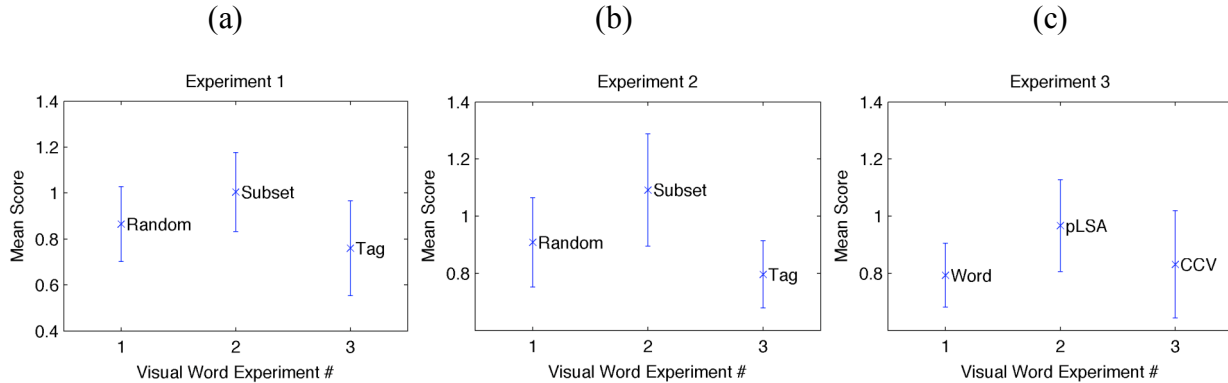 (a)
Experiment 1
1.4
1.2
1
0.8
0.6
0.4
Mean Score
Random
Subset
Tag
1 2 3
Visual Word Experiment #
(b)
Experiment 2
1.4
1.2
1
0.8
Mean Score
Random
Subset
Tag
1 2 3
Visual Word Experiment #
(c)
Experiment 3
1.4
1.2
1
0.8
Mean Score
Word
pLSA
CCV
1 2 3
Visual Word Experiment #